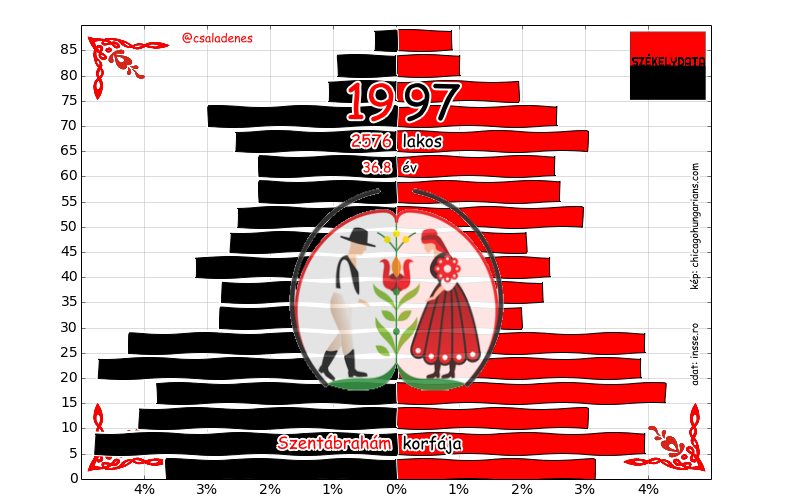 @csaladenes
SZÉKELYDATA
1997
2576 lakos
36.8 év
Szentábrahám korfája
kép: chicagohungarians.com
adat: insse.ro
85
80
75
70
65
60
55
50
45
40
35
30
25
20
15
10
5
0
4% 3% 2% 1% 0% 1% 2% 3% 4%